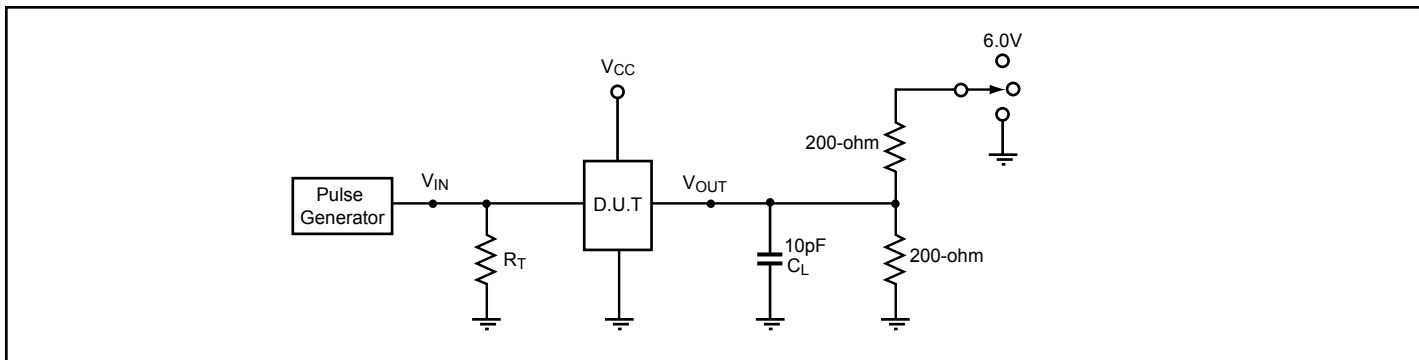 6.0V
VCC
200-ohm
Pulse
Generator
VIN
D.U.T
VOUT
RT
10pF
CL
200-ohm